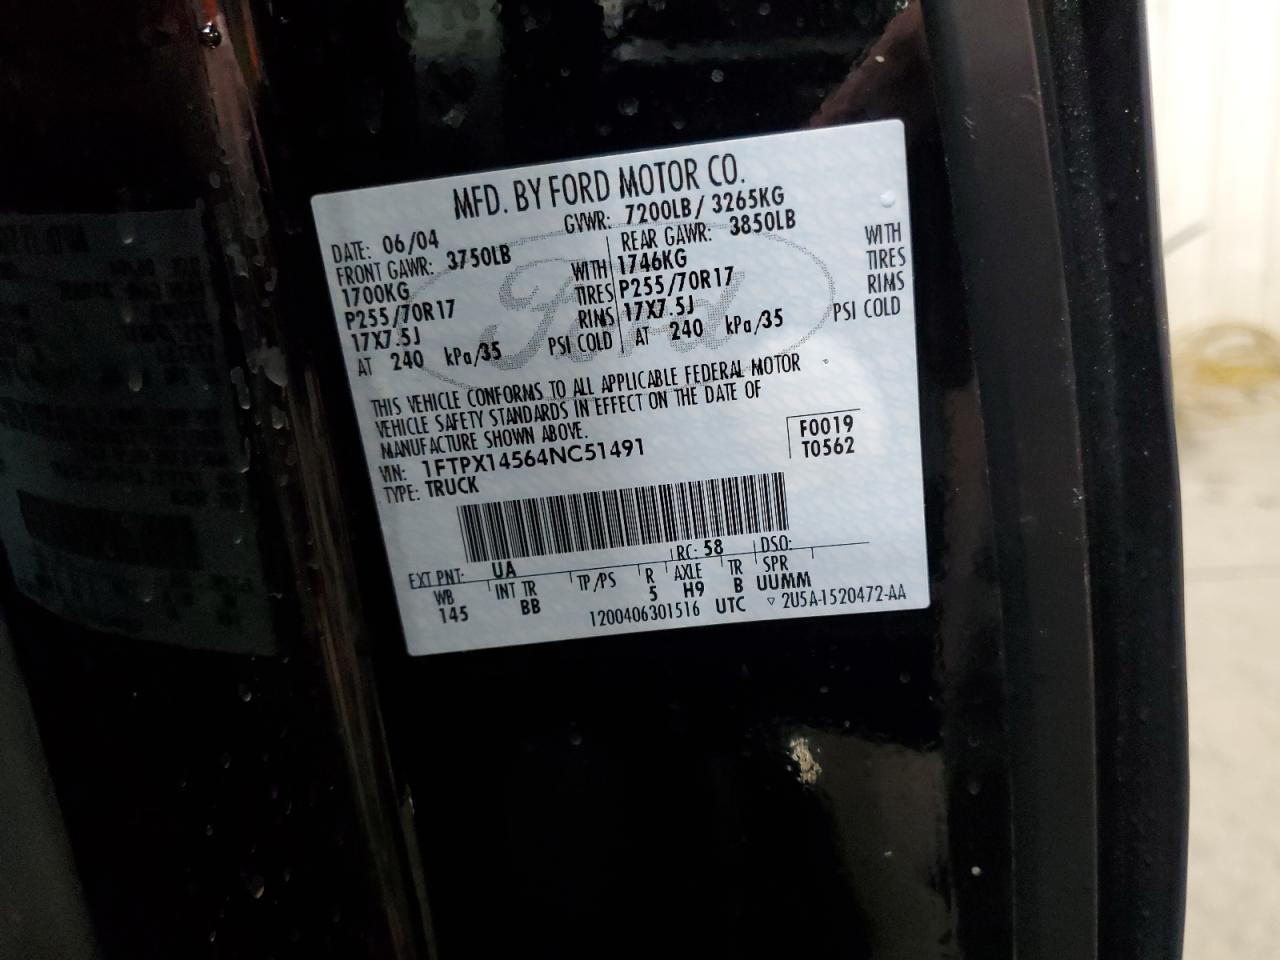 MFD. BY FORD MOTOR CO.
DATE: 06/04 GVWR: 7200LB/ 3265KG
FRONT GAWR: 3750LB REAR GAWR: 3850LB
1700KG WITH 1746KG WITH
P255/70R17 TIRES P255/70R17 TIRES
17X7.5J RIMS 17X7.5J RIMS
AT 240 kPa/35 PSI COLD AT 240 kPa/35 PSI COLD
Ford
THIS VEHICLE CONFORMS TO ALL APPLICABLE FEDERAL MOTOR
VEHICLE SAFETY STANDARDS IN EFFECT ON THE DATE OF
MANUFACTURE SHOWN ABOVE.
VIN: 1FTPX14564NC51491 F0019
TYPE: TRUCK T0562
EXT PNT: UA RC: 58 DSO:
WB INT TR TP/PS R AXLE TR SPR
145 BB 5 H9 B UUMM
1200406301516 UTC ▽ 2U5A-1520472-AA